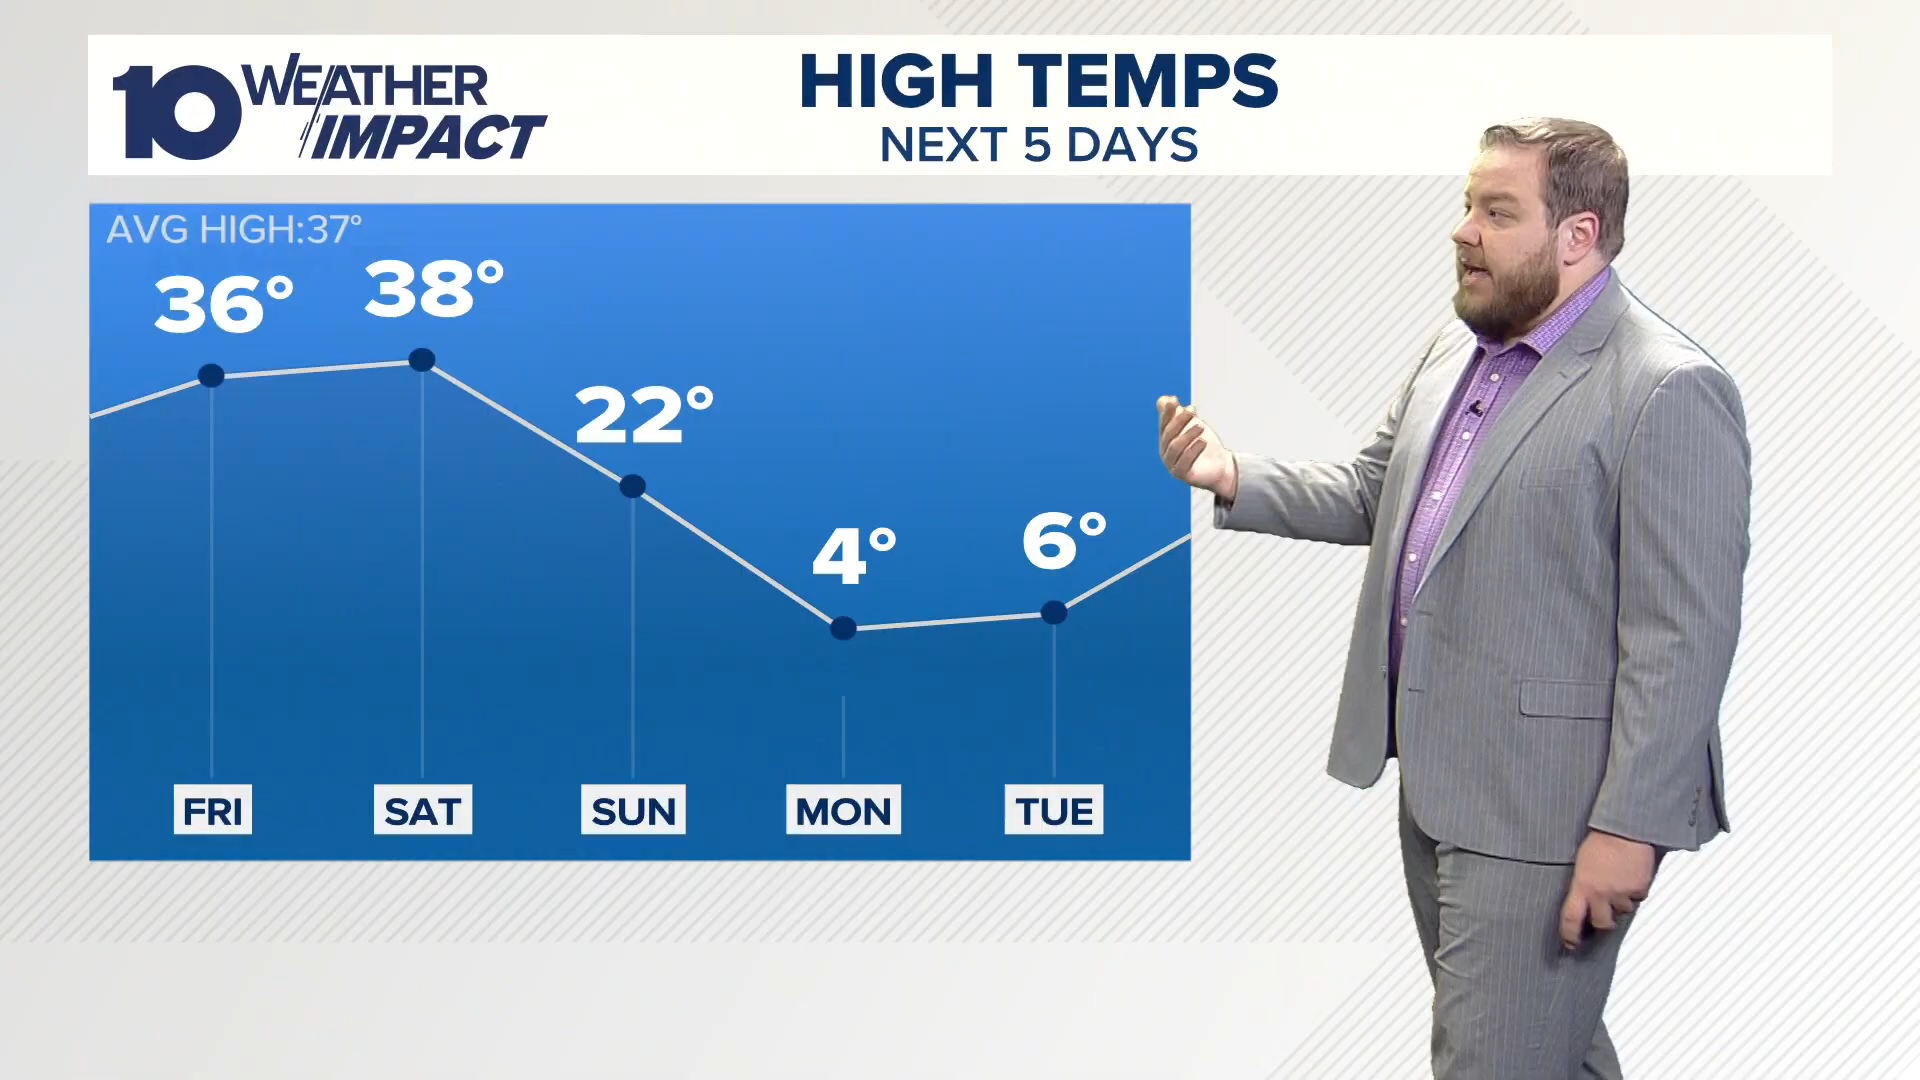 10 WEATHER
IMPACT
HIGH TEMPS
NEXT 5 DAYS
AVG HIGH:37°
36° 38° 22° 4° 6°
FRI SAT SUN MON TUE